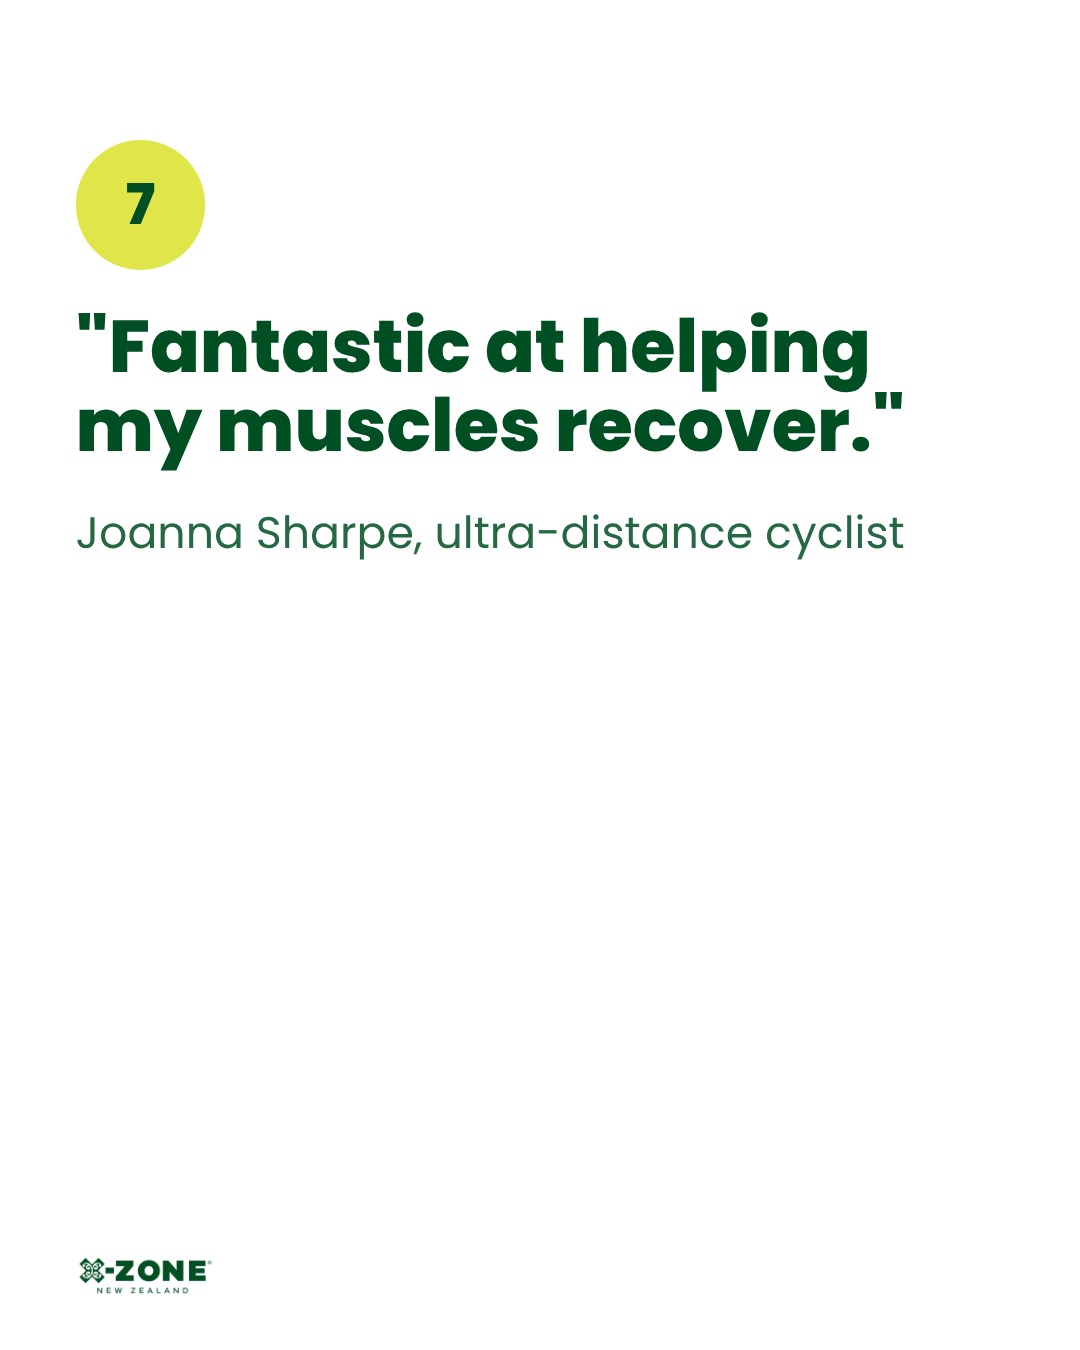 7
"Fantastic at helping
my muscles recover."
Joanna Sharpe, ultra-distance cyclist
X-ZONE®
NEW ZEALAND